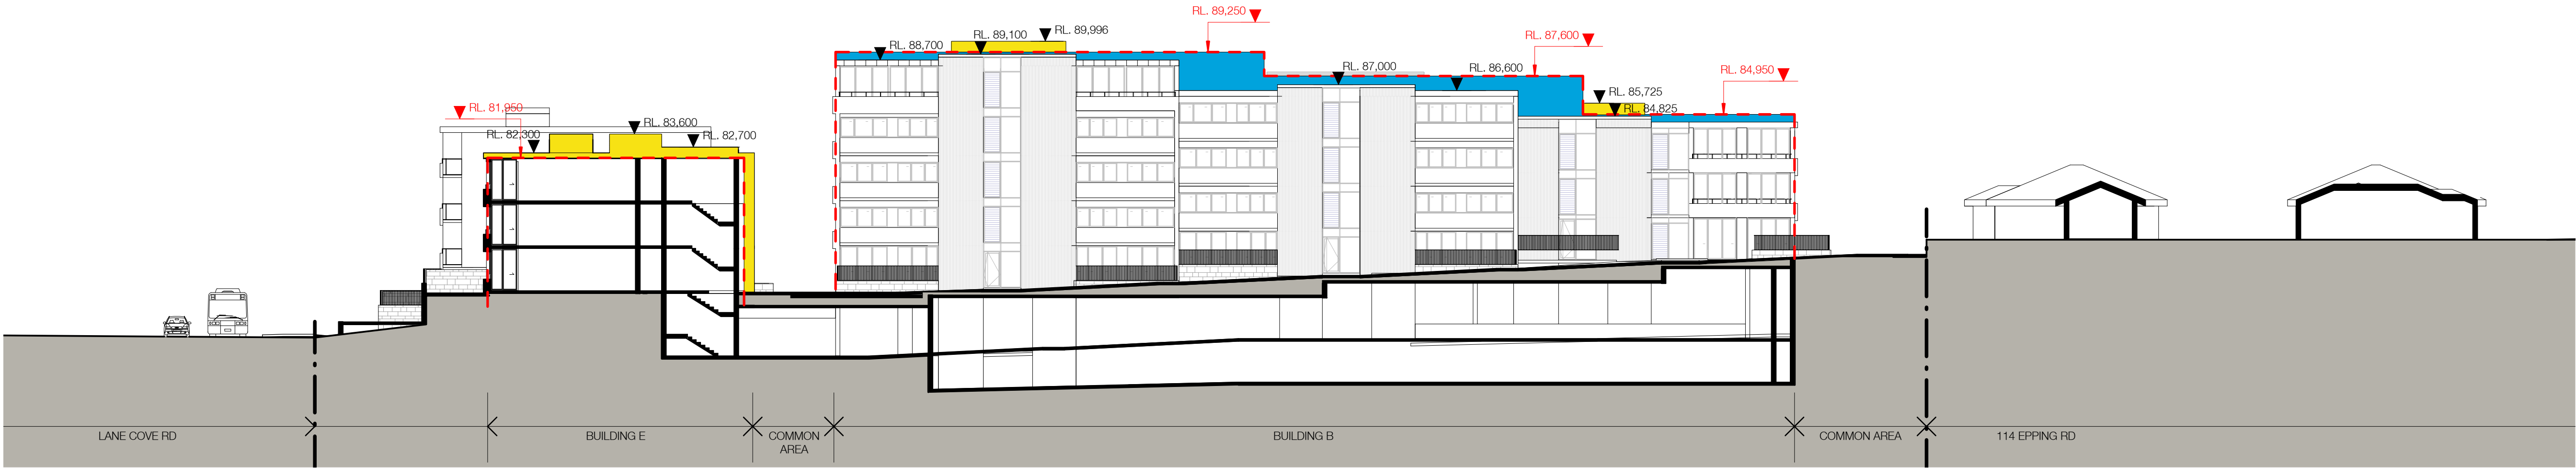 RL. 89,250
RL. 89,996
RL. 89,100
RL. 87,600
RL. 88,700
RL. 87,000
RL. 86,600
RL. 84,950
RL. 85,725
RL. 81,950
RL. 84,825
RL. 83,600
RL. 82,300
RL. 82,700
LANE COVE RD
BUILDING E
COMMON
AREA
BUILDING B
COMMON AREA
114 EPPING RD